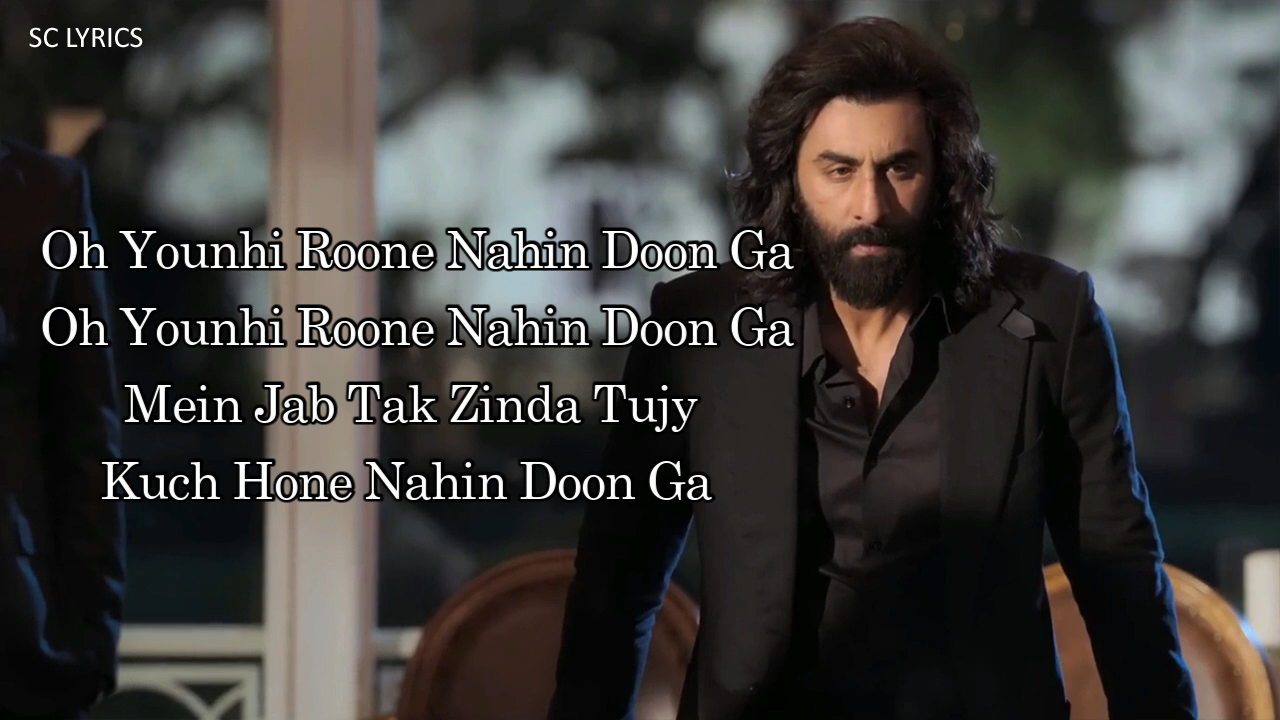 SC LYRICS
Oh Younhi Roone Nahin Doon Ga
Oh Younhi Roone Nahin Doon Ga
Mein Jab Tak Zinda Tujy
Kuch Hone Nahin Doon Ga